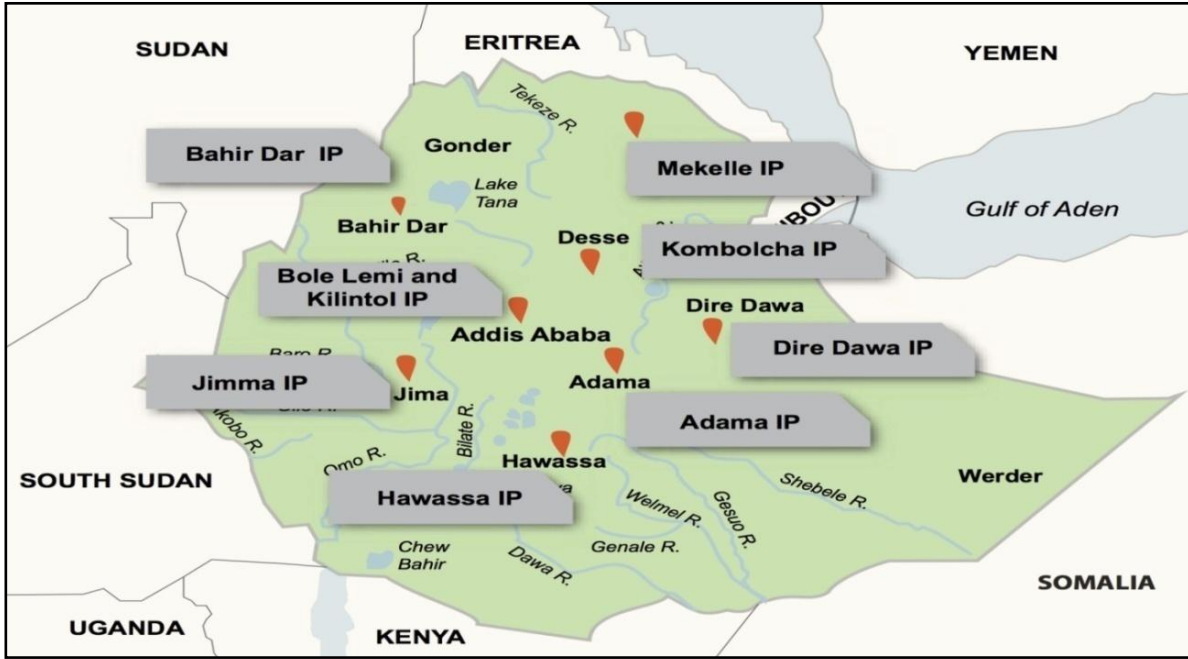 SUDAN
ERITREA
YEMEN
Tekeze R.
Gonder
Bahir Dar IP
Mekelle IP
Lake
Tana
Gulf of Aden
Bahir Dar
Desse
Kombolcha IP
Bole Lemi and
Kilintol IP
Dire Dawa
Addis Ababa
Dire Dawa IP
Baro R.
Jimma IP
Adama
Jima
Adama IP
Bilate R.
Hawassa
Omo R.
SOUTH SUDAN
Werder
Shebele R.
Hawassa IP
Welmel R.
Gesuo R.
Chew
Bahir
Genale R.
Dawa R.
SOMALIA
UGANDA
KENYA